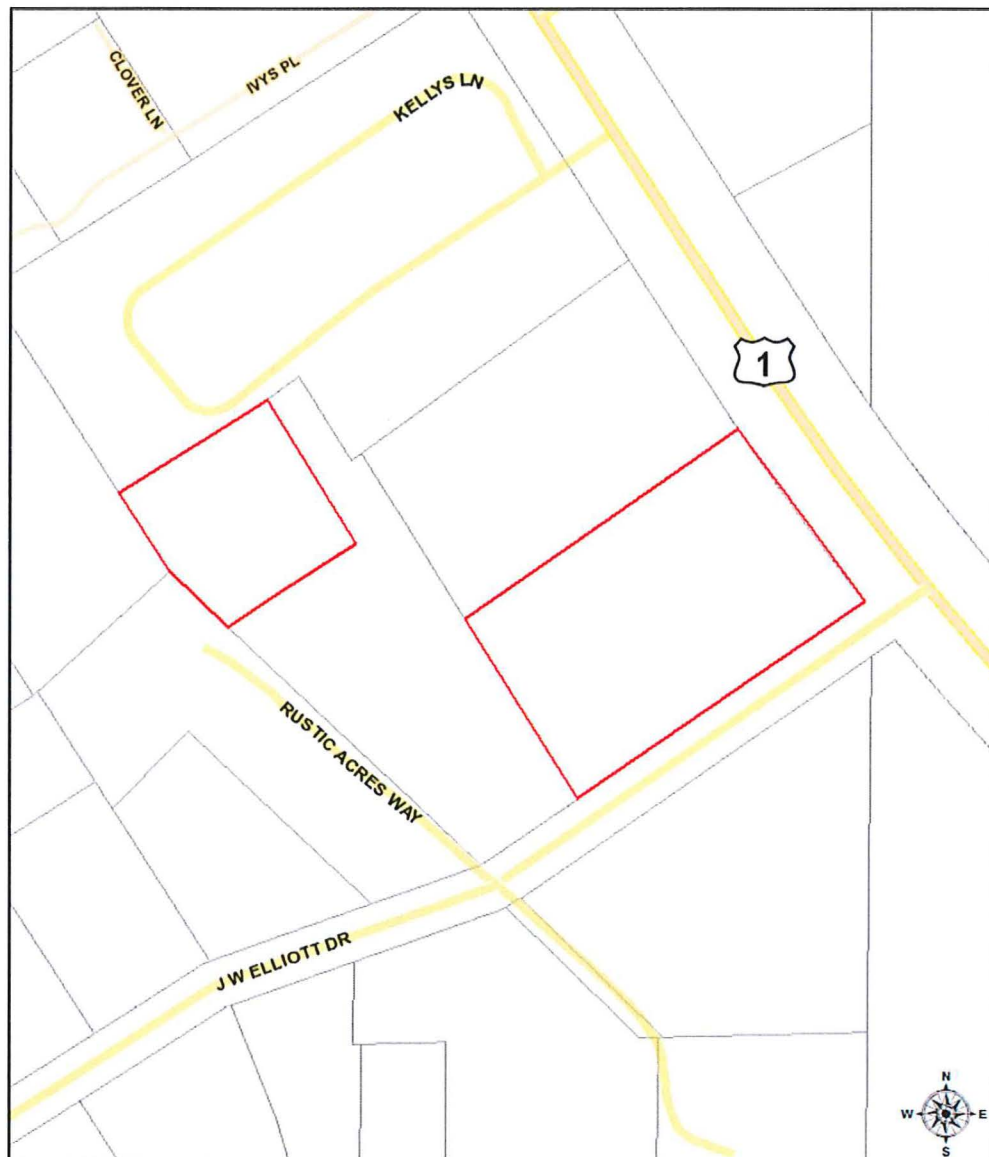 CLOVER LN
IVYS PL
KELLYS LN
1
RUSTIC ACRES WAY
J W ELLIOTT DR
N
W
E
S